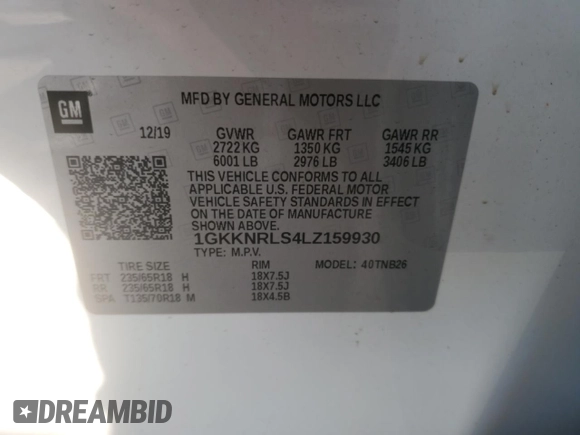 GM
MFD BY GENERAL MOTORS LLC
12/19 GVWR GAWR FRT GAWR RR
2722 KG 1350 KG 1545 KG
6001 LB 2976 LB 3406 LB
THIS VEHICLE CONFORMS TO ALL
APPLICABLE U.S. FEDERAL MOTOR
VEHICLE SAFETY STANDARDS IN EFFECT
ON THE DATE OF MANUFACTURE
SHOWN ABOVE.
1GKKNRLS4LZ159930
TYPE: M.P.V.
TIRE SIZE RIM MODEL: 40TNB26
FRT 235/65R18 H 18X7.5J
RR 235/65R18 H 18X7.5J
SPA T135/70R18 M 18X4.5B
DREAMBID